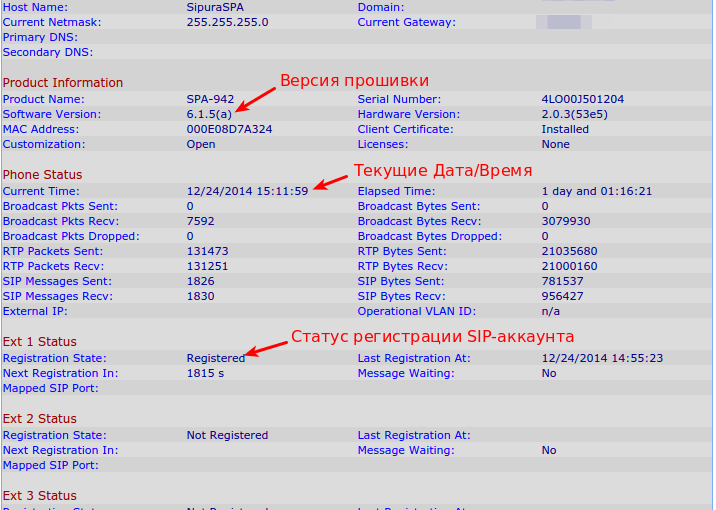 Host Name: SipuraSPA Domain:
Current Netmask: 255.255.255.0 Current Gateway:
Primary DNS:
Secondary DNS:
Product Information
Версия прошивки
Product Name: SPA-942 Serial Number: 4LO00J501204
Software Version: 6.1.5(a) Hardware Version: 2.0.3(53e5)
MAC Address: 000E08D7A324 Client Certificate: Installed
Customization: Open Licenses: None
Phone Status
Текущие Дата/Время
Current Time: 12/24/2014 15:11:59 Elapsed Time: 1 day and 01:16:21
Broadcast Pkts Sent: 0 Broadcast Bytes Sent: 0
Broadcast Pkts Recv: 7592 Broadcast Bytes Recv: 3079930
Broadcast Pkts Dropped: 0 Broadcast Bytes Dropped: 0
RTP Packets Sent: 131473 RTP Bytes Sent: 21035680
RTP Packets Recv: 131251 RTP Bytes Recv: 21000160
SIP Messages Sent: 1826 SIP Bytes Sent: 781537
SIP Messages Recv: 1830 SIP Bytes Recv: 956427
External IP: Operational VLAN ID: n/a
Статус регистрации SIP-аккаунта
Ext 1 Status
Registration State: Registered Last Registration At: 12/24/2014 14:55:23
Next Registration In: 1815 s Message Waiting: No
Mapped SIP Port:
Ext 2 Status
Registration State: Not Registered Last Registration At:
Next Registration In: Message Waiting: No
Mapped SIP Port:
Ext 3 Status